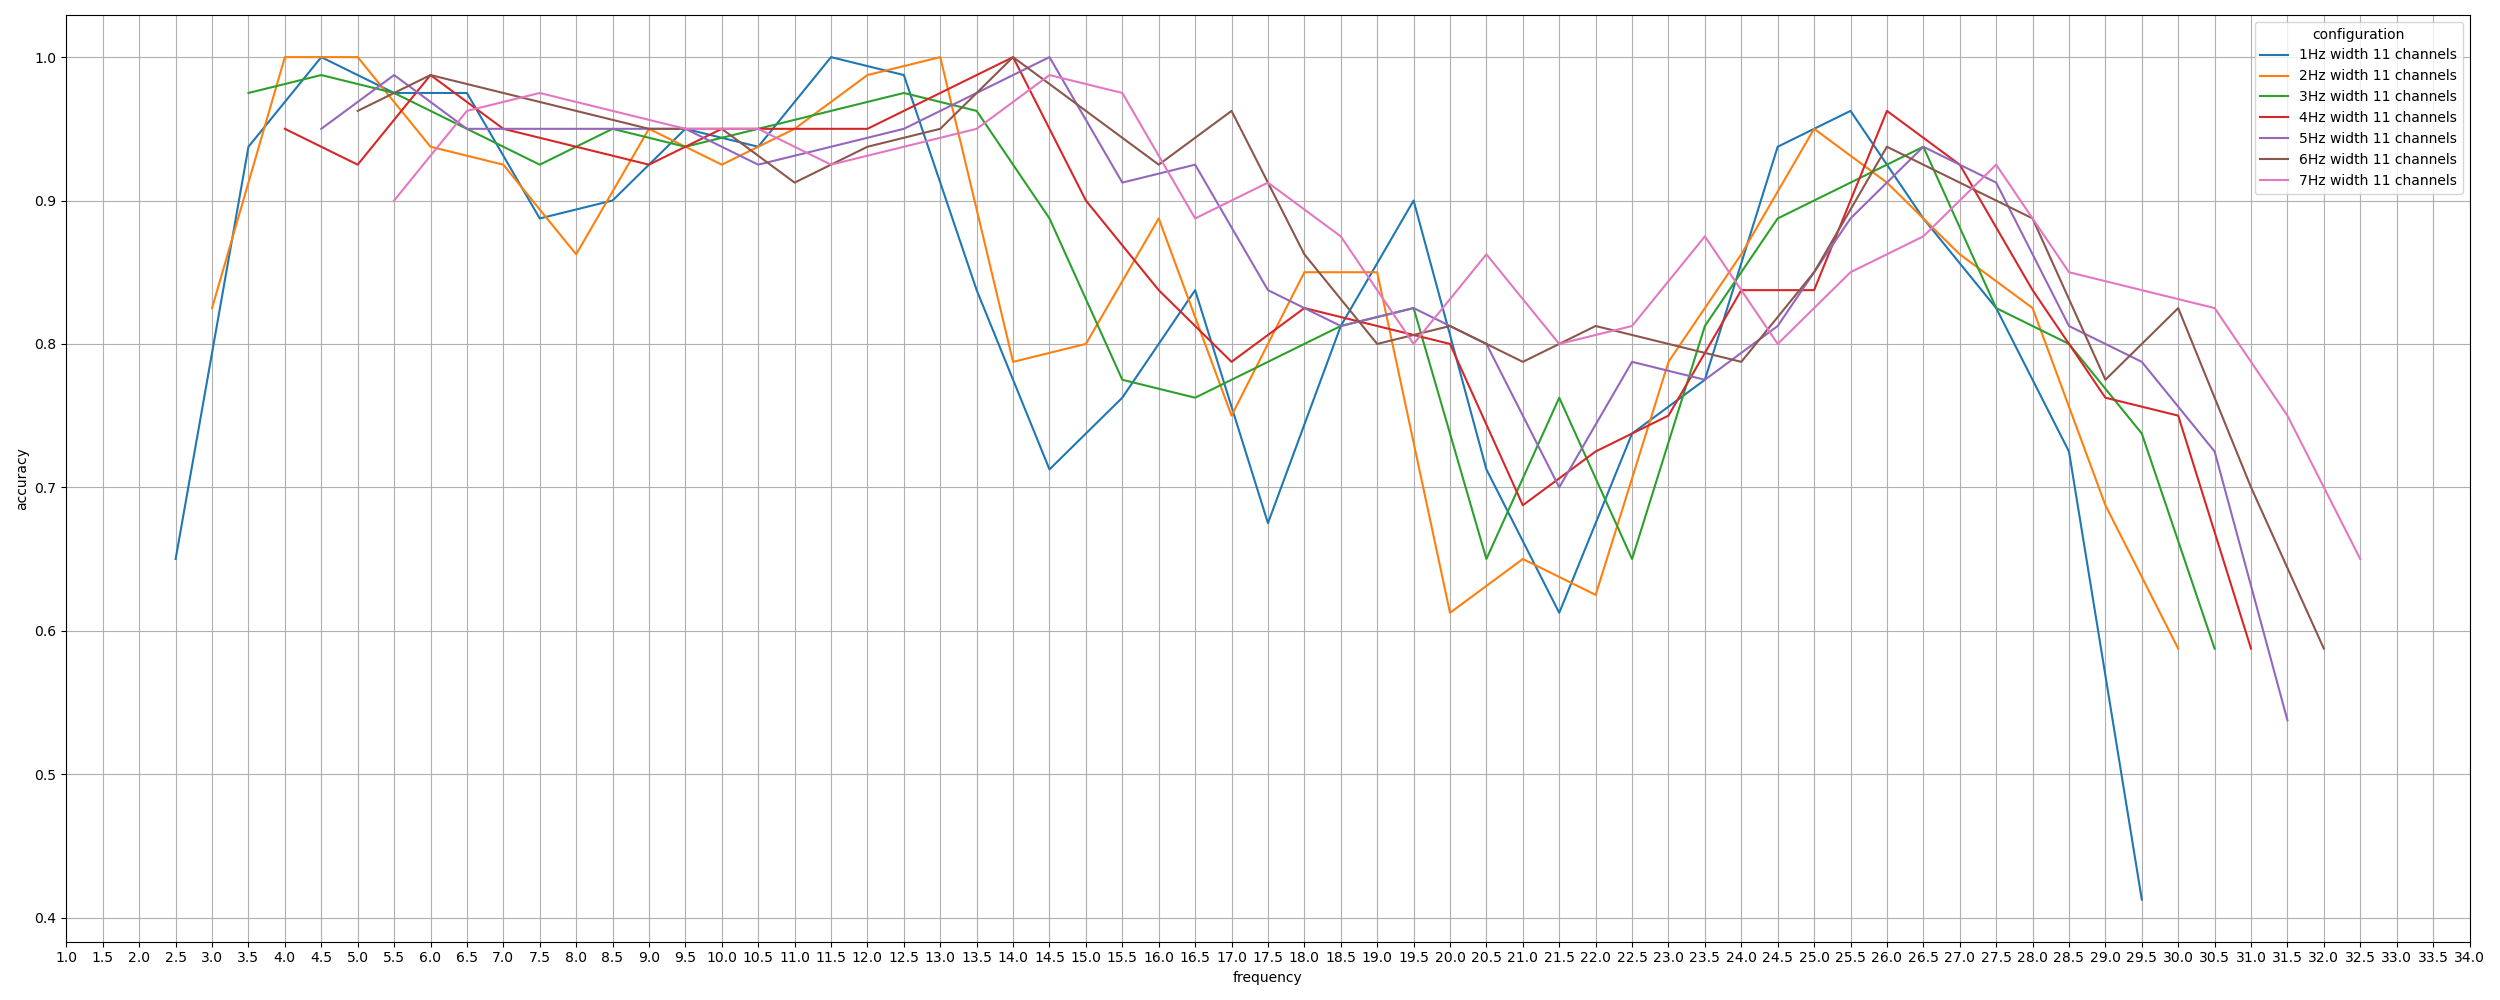 configuration
1Hz width 11 channels
2Hz width 11 channels
3Hz width 11 channels
4Hz width 11 channels
5Hz width 11 channels
6Hz width 11 channels
7Hz width 11 channels
accuracy
1.0
0.9
0.8
0.7
0.6
0.5
0.4
1.0 1.5 2.0 2.5 3.0 3.5 4.0 4.5 5.0 5.5 6.0 6.5 7.0 7.5 8.0 8.5 9.0 9.5 10.0 10.5 11.0 11.5 12.0 12.5 13.0 13.5 14.0 14.5 15.0 15.5 16.0 16.5 17.0 17.5 18.0 18.5 19.0 19.5 20.0 20.5 21.0 21.5 22.0 22.5 23.0 23.5 24.0 24.5 25.0 25.5 26.0 26.5 27.0 27.5 28.0 28.5 29.0 29.5 30.0 30.5 31.0 31.5 32.0 32.5 33.0 33.5 34.0
frequency